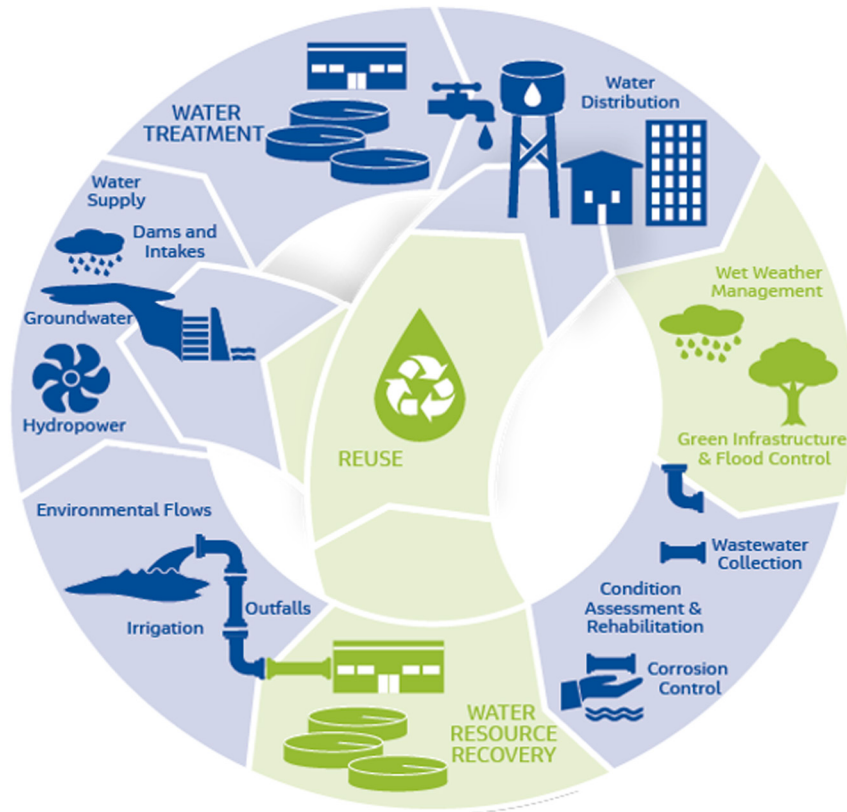 WATER
TREATMENT
Water
Distribution
Water
Supply
Dams and
Intakes
Groundwater
Hydropower
Wet Weather
Management
Green Infrastructure
& Flood Control
REUSE
Environmental Flows
Irrigation
Outfalls
Wastewater
Collection
Condition
Assessment &
Rehabilitation
Corrosion
Control
WATER
RESOURCE
RECOVERY